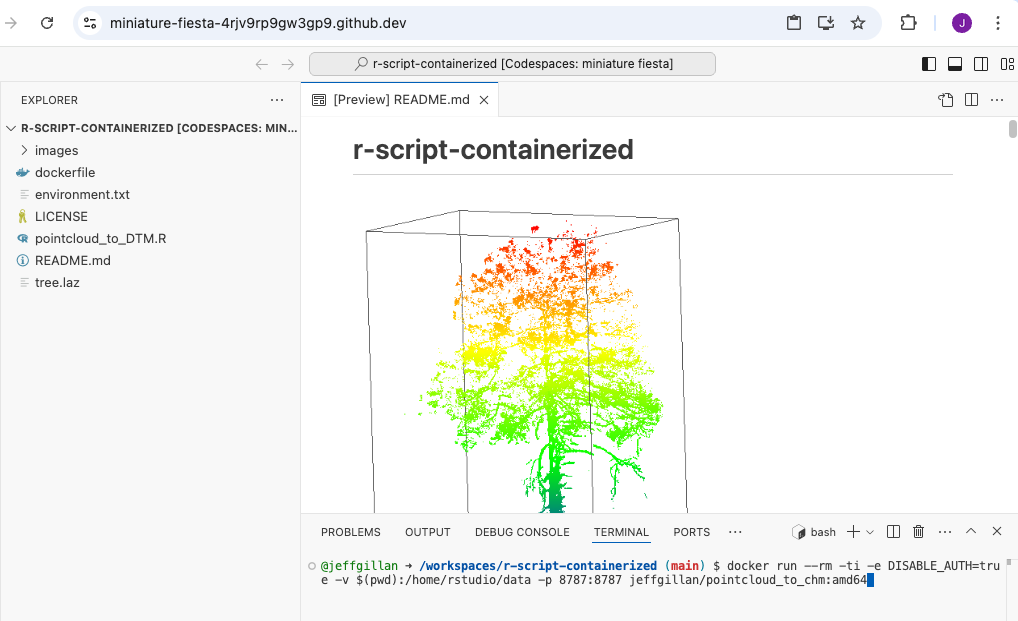 miniature-fiesta-4rjv9rp9gw3gp9.github.dev
J
r-script-containerized [Codespaces: miniature fiesta]
EXPLORER
[Preview] README.md
R-SCRIPT-CONTAINERIZED [CODESPACES: MIN...
images
dockerfile
environment.txt
LICENSE
pointcloud_to_DTM.R
README.md
tree.laz
r-script-containerized
PROBLEMS OUTPUT DEBUG CONSOLE TERMINAL PORTS
bash
@jeffgillan ➜ /workspaces/r-script-containerized (main) $ docker run --rm -ti -e DISABLE_AUTH=tru
e -v $(pwd):/home/rstudio/data -p 8787:8787 jeffgillan/pointcloud_to_chm:amd64